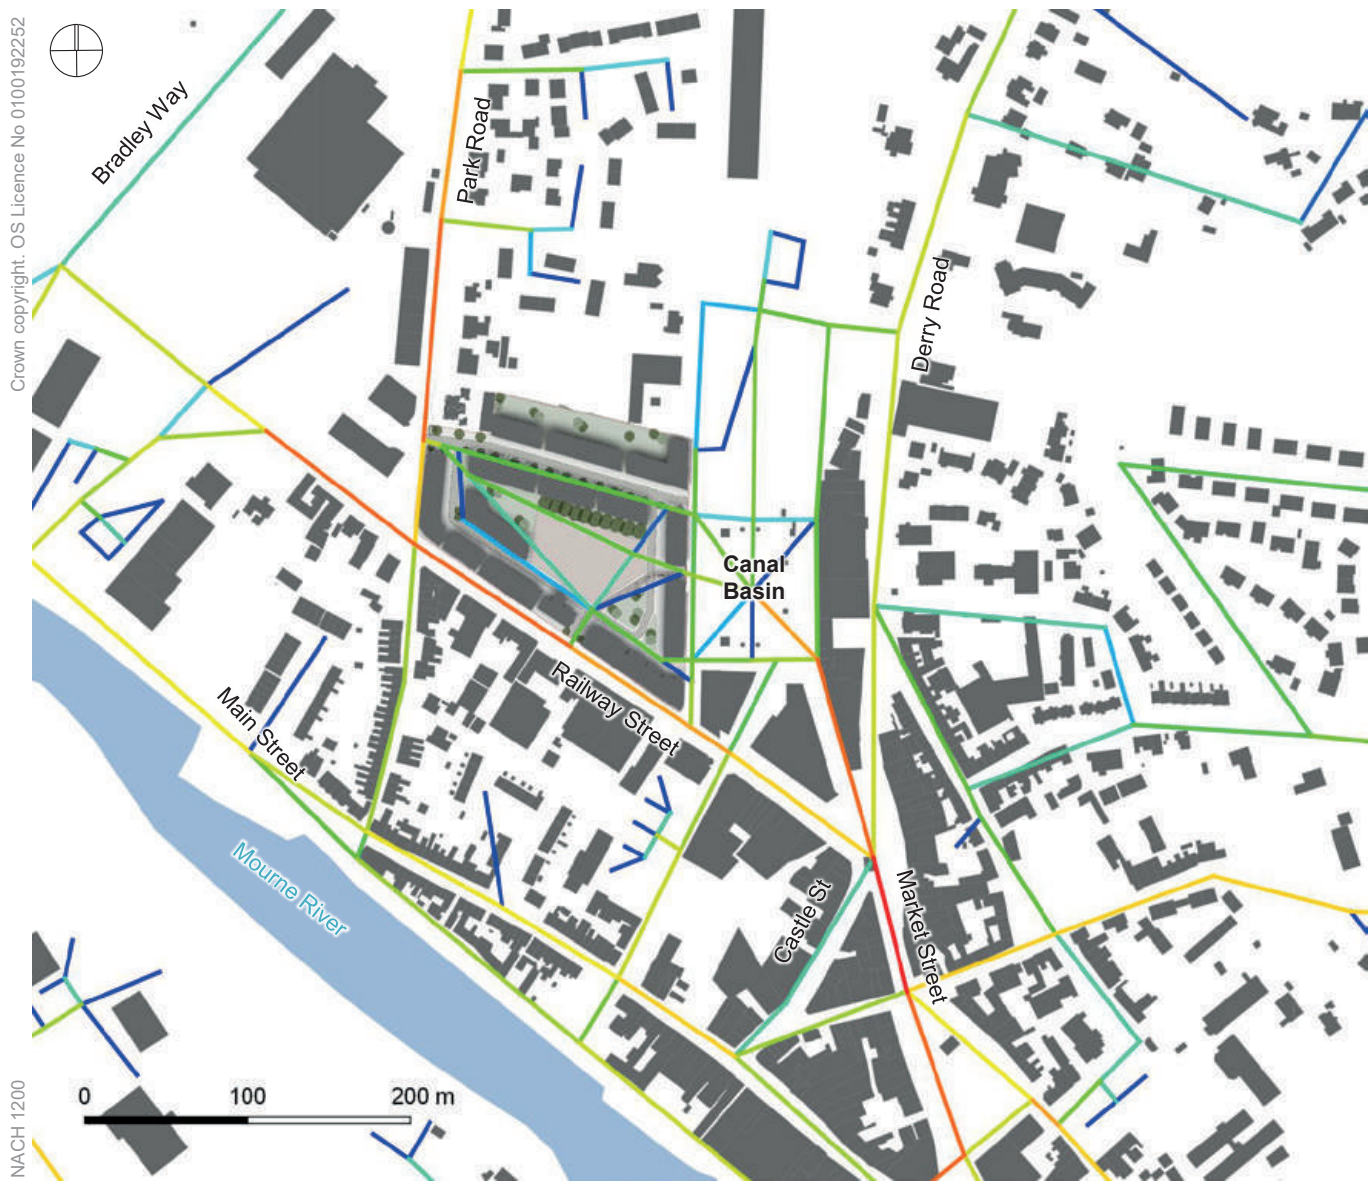 Crown copyright. OS Licence No 0100192252
Bradley Way
Park Road
Derry Road
Canal
Basin
Railway Street
Main Street
Mourne River
Castle St
Market Street
0 100 200 m
NACH 1200